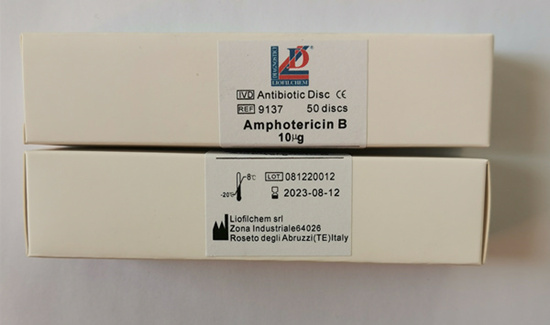 DIAGNOSTICI
LIOFILCHEM
®
IVD Antibiotic Disc CE
REF 9137 50 discs
Amphotericin B
10μg
8℃
-20℃
LOT 081220012
2023-08-12
Liofilchem srl
Zona Industriale64026
Roseto degli Abruzzi(TE)Italy